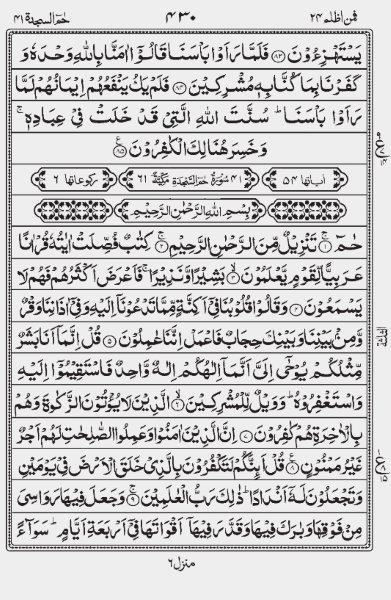 فمن اظلم ٢٤ ٤٣٠ حٰمٓ السجدة ٤١
يَسْتَهْزِءُوْنَ ﴿٨٣﴾ فَلَمَّا رَاَوْا بَاْسَنَا قَالُوْٓا اٰمَنَّا بِاللّٰهِ وَحْدَهٗ وَ
كَفَرْنَا بِمَا كُنَّا بِهٖ مُشْرِكِيْنَ ﴿٨٤﴾ فَلَمْ يَكُ يَنْفَعُهُمْ اِيْمَانُهُمْ لَمَّا
رَاَوْا بَاْسَنَا ؕ سُنَّتَ اللّٰهِ الَّتِيْ قَدْ خَلَتْ فِيْ عِبَادِهٖ ۚ
وَخَسِرَ هُنَالِكَ الْكٰفِرُوْنَ ﴿٨٥﴾
اٰیاتها ٥٤ ٤١ سُوْرَةُ حٰمٓ السَّجْدَةِ مَكِّيَّةٌ ٦١ ركوعاتها ٦
بِسْمِ اللّٰهِ الرَّحْمٰنِ الرَّحِيْمِ
حٰمٓ ﴿١﴾ تَنْزِيْلٌ مِّنَ الرَّحْمٰنِ الرَّحِيْمِ ﴿٢﴾ كِتٰبٌ فُصِّلَتْ اٰيٰتُهٗ قُرْاٰنًا
عَرَبِيًّا لِّقَوْمٍ يَّعْلَمُوْنَ ﴿٣﴾ بَشِيْرًا وَّنَذِيْرًا ۚ فَاَعْرَضَ اَكْثَرُهُمْ فَهُمْ لَا
يَسْمَعُوْنَ ﴿٤﴾ وَقَالُوْا قُلُوْبُنَا فِيْٓ اَكِنَّةٍ مِّمَّا تَدْعُوْنَآ اِلَيْهِ وَفِيْٓ اٰذَانِنَا وَقْرٌ
وَّمِنْۢ بَيْنِنَا وَبَيْنِكَ حِجَابٌ فَاعْمَلْ اِنَّنَا عٰمِلُوْنَ ﴿٥﴾ قُلْ اِنَّمَآ اَنَا بَشَرٌ
مِّثْلُكُمْ يُوْحٰٓى اِلَيَّ اَنَّمَآ اِلٰهُكُمْ اِلٰهٌ وَّاحِدٌ فَاسْتَقِيْمُوْٓا اِلَيْهِ
وَاسْتَغْفِرُوْهُ ؕ وَوَيْلٌ لِّلْمُشْرِكِيْنَ ﴿٦﴾ الَّذِيْنَ لَا يُؤْتُوْنَ الزَّكٰوةَ وَهُمْ
بِالْاٰخِرَةِ هُمْ كٰفِرُوْنَ ﴿٧﴾ اِنَّ الَّذِيْنَ اٰمَنُوْا وَعَمِلُوا الصّٰلِحٰتِ لَهُمْ اَجْرٌ
غَيْرُ مَمْنُوْنٍ ﴿٨﴾ قُلْ اَئِنَّكُمْ لَتَكْفُرُوْنَ بِالَّذِيْ خَلَقَ الْاَرْضَ فِيْ يَوْمَيْنِ
وَتَجْعَلُوْنَ لَهٗٓ اَنْدَادًا ؕ ذٰلِكَ رَبُّ الْعٰلَمِيْنَ ﴿٩﴾ وَجَعَلَ فِيْهَا رَوَاسِيَ
مِنْ فَوْقِهَا وَبٰرَكَ فِيْهَا وَقَدَّرَ فِيْهَآ اَقْوَاتَهَا فِيْٓ اَرْبَعَةِ اَيَّامٍ ؕ سَوَآءً
منزل ٦